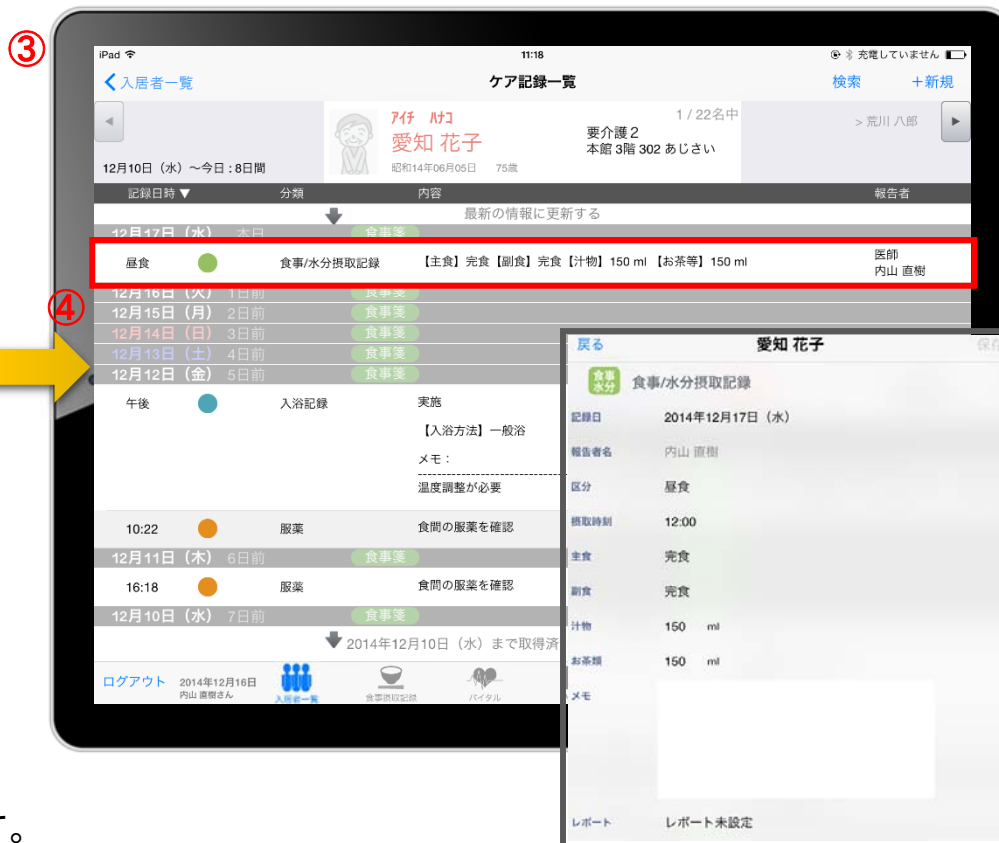 ③
iPad 11:18 充電していません
入居者一覧 ケア記録一覧 検索 +新規
アイチ ハナコ
愛知 花子
昭和14年06月05日 75歳
1 / 22名中
要介護２
本館 3階 302 あじさい
> 荒川 八郎
12月10日（水）～今日 : 8日間
記録日時 ▼ 分類 内容 報告者
最新の情報に更新する
12月17日（水） 本日 食事箋
昼食 食事/水分摂取記録 【主食】完食【副食】完食【汁物】150 ml 【お茶等】150 ml 医師
内山 直樹
12月16日（火） 1日前 食事箋
④
12月15日（月） 2日前 食事箋
12月14日（日） 3日前 食事箋
12月13日（土） 4日前 食事箋
12月12日（金） 5日前 食事箋
午後 入浴記録 実施
【入浴方法】一般浴
メモ：
温度調整が必要
10:22 服薬 食間の服薬を確認
12月11日（木） 6日前 食事箋
16:18 服薬 食間の服薬を確認
12月10日（水） 7日前 食事箋
2014年12月10日（水）まで取得済
ログアウト 2014年12月16日
内山 直樹さん
入居者一覧 食事摂取記録 バイタル
戻る 愛知 花子 保存
食事
水分 食事/水分摂取記録
記録日 2014年12月17日（水）
報告者名 内山 直樹
区分 昼食
摂取時刻 12:00
主食 完食
副食 完食
汁物 150 ml
お茶類 150 ml
メモ
レポート レポート未設定
。